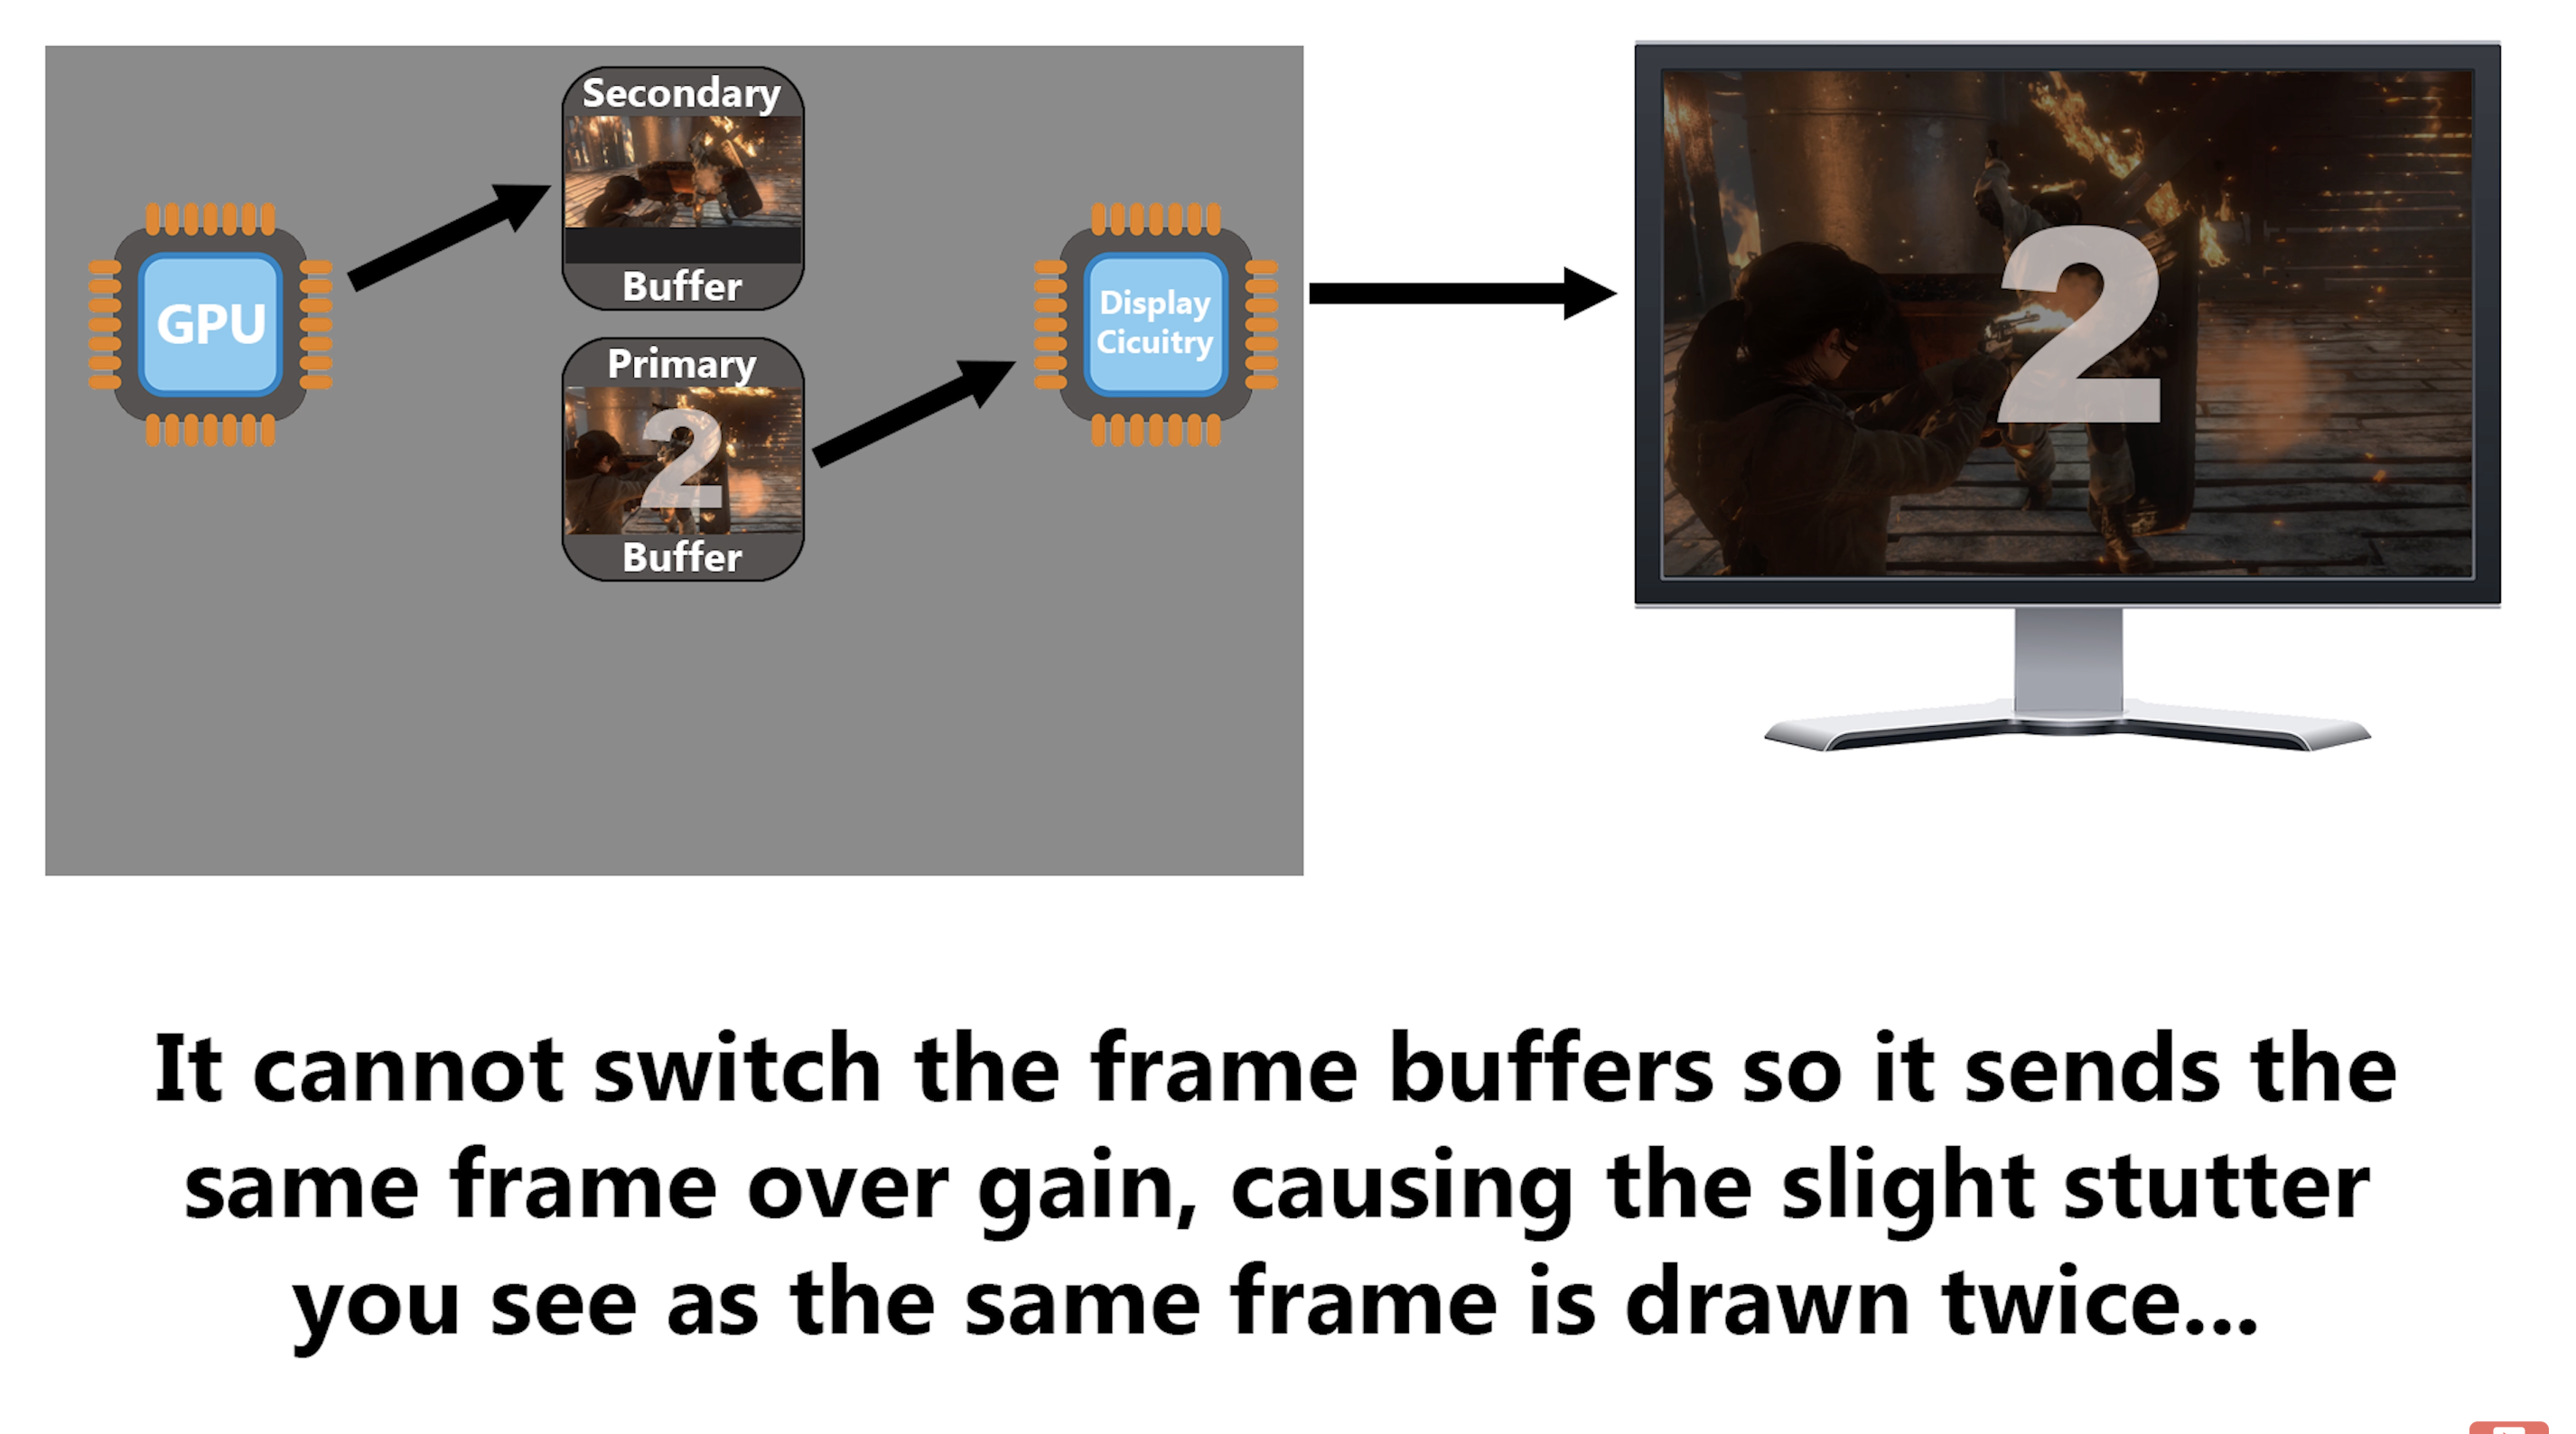 Secondary
Buffer
GPU
Primary
2
Buffer
Display
Cicuitry
2
It cannot switch the frame buffers so it sends the
same frame over gain, causing the slight stutter
you see as the same frame is drawn twice...